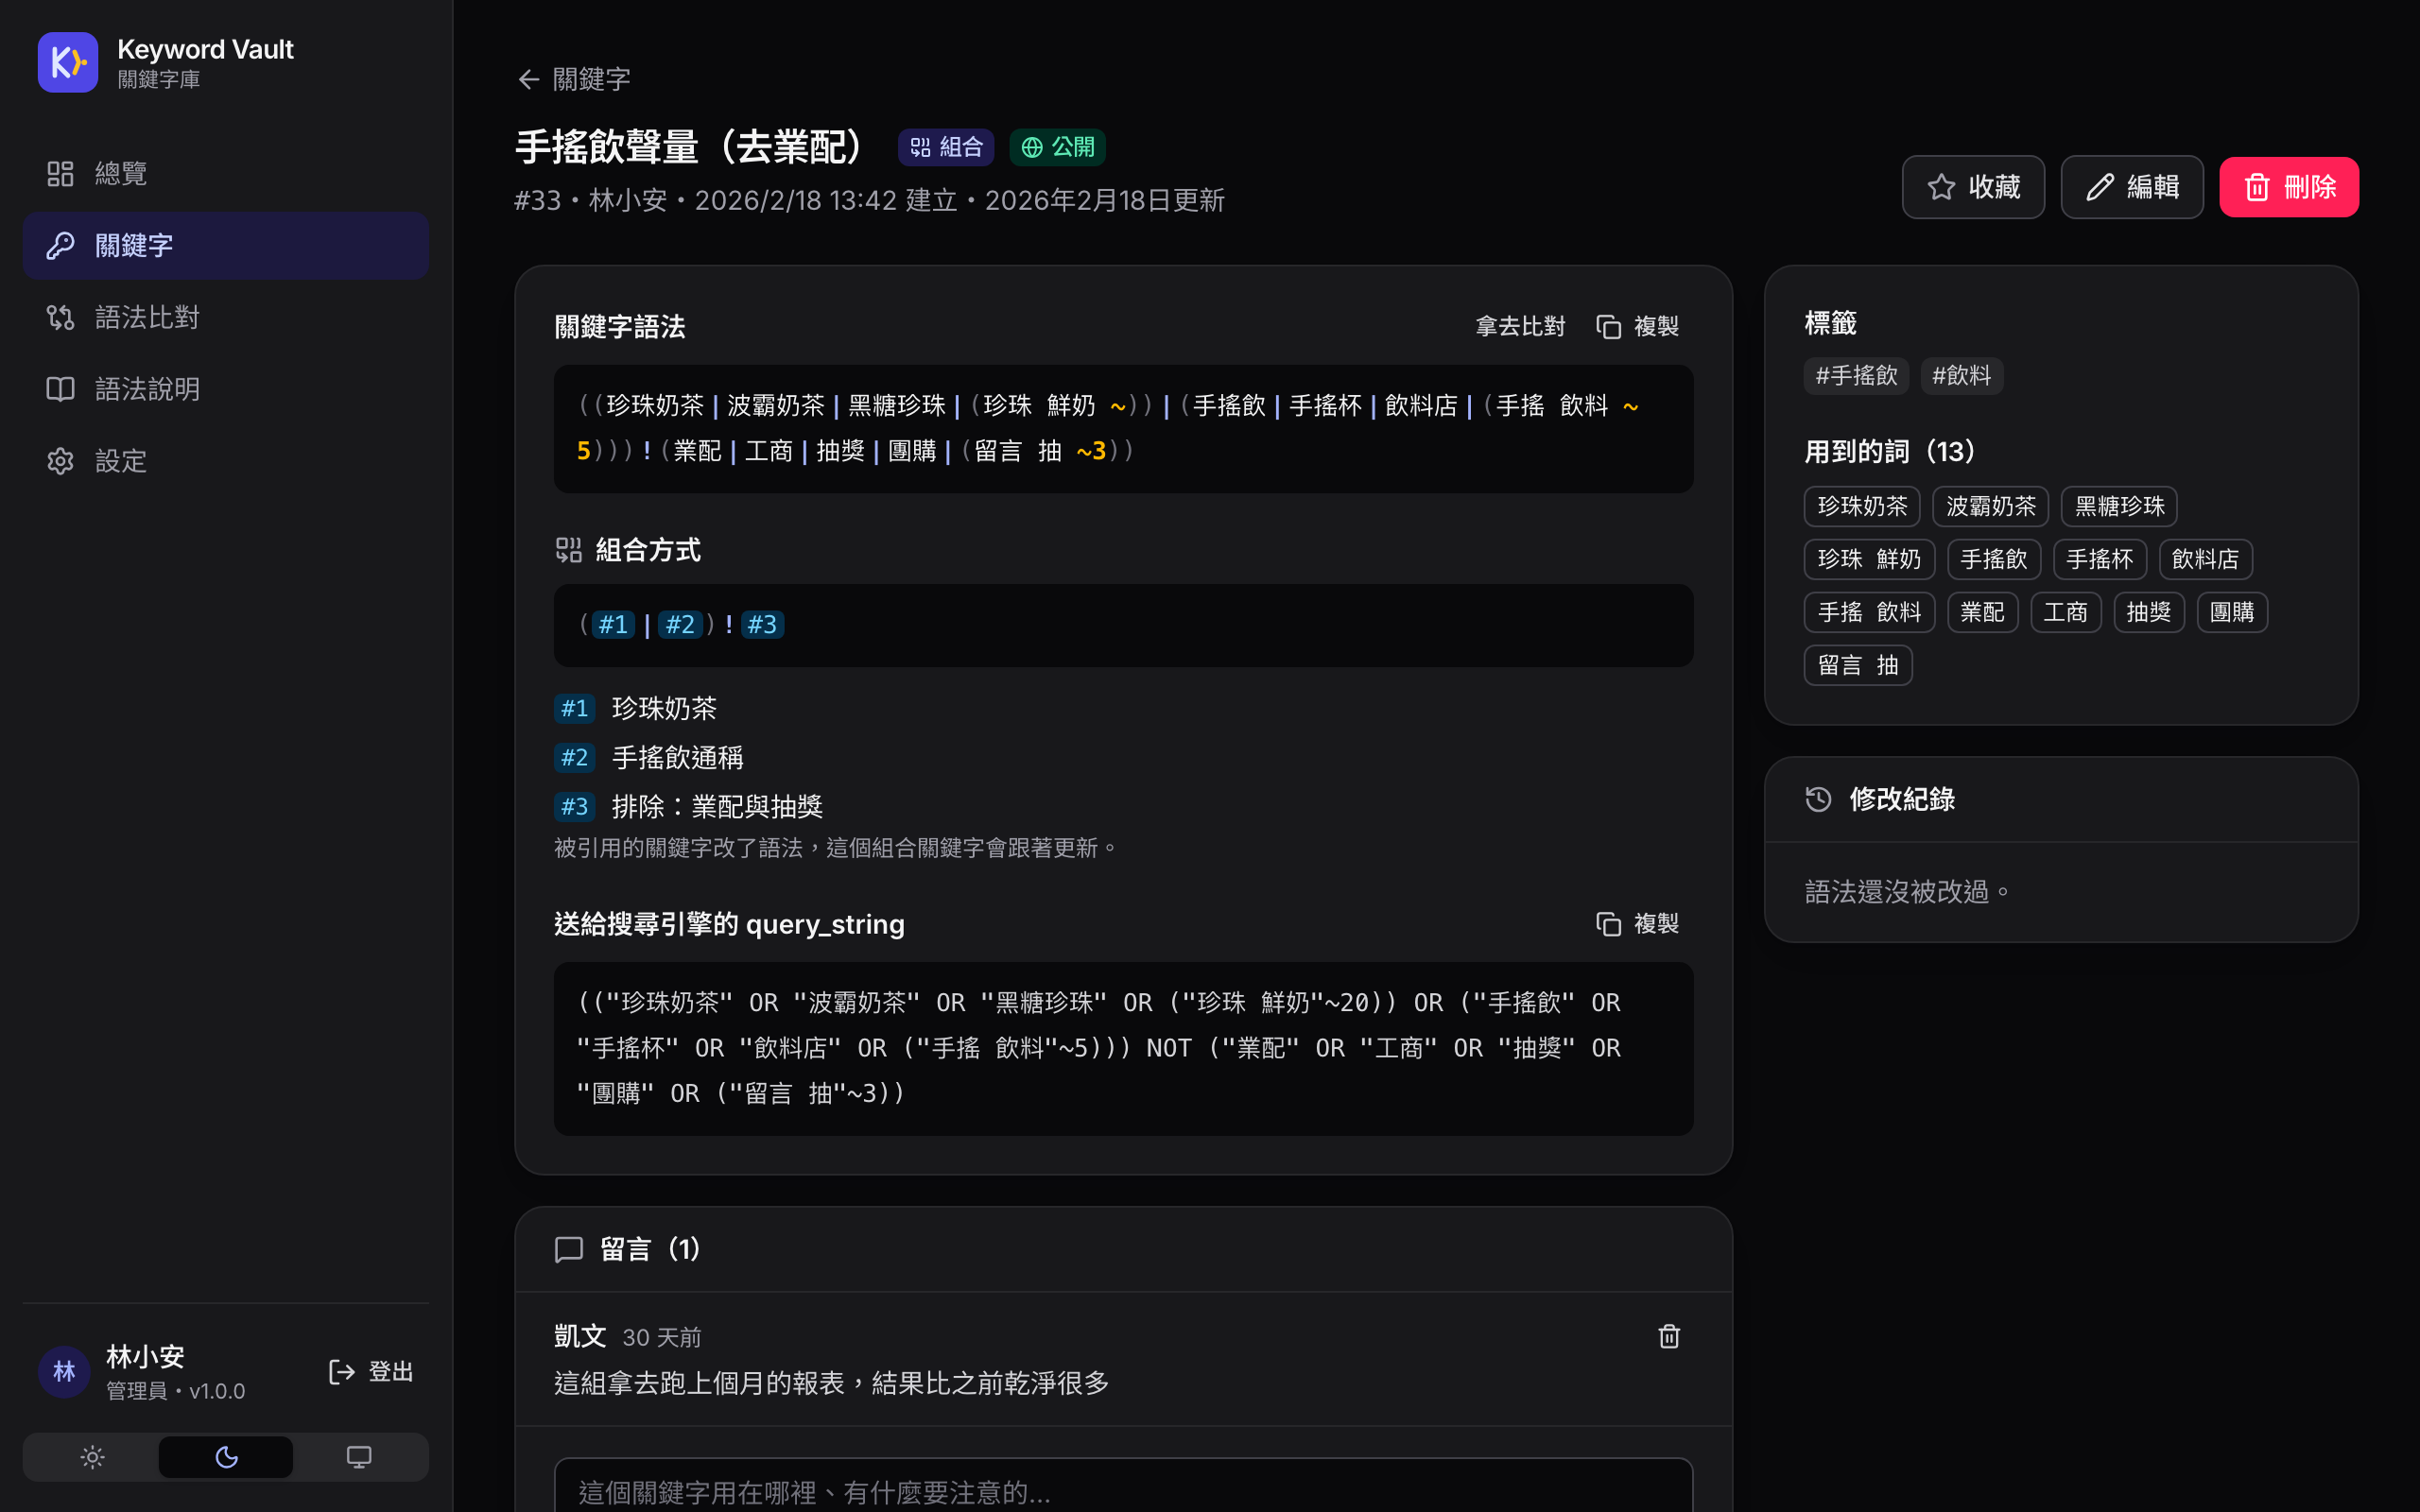 Keyword Vault
關鍵字庫
總覽
關鍵字
語法比對
語法說明
設定
林
林小安
管理員・v1.0.0
登出
關鍵字
手搖飲聲量（去業配）
組合
公開
#33・林小安・2026/2/18 13:42 建立・2026年2月18日更新
收藏
編輯
刪除
關鍵字語法
拿去比對
複製
((珍珠奶茶|波霸奶茶|黑糖珍珠|(珍珠 鮮奶 ~))|(手搖飲|手搖杯|飲料店|(手搖 飲料 ~
5)))!(業配|工商|抽獎|團購|(留言 抽 ~3))
組合方式
(#1|#2)!#3
#1 珍珠奶茶
#2 手搖飲通稱
#3 排除：業配與抽獎
被引用的關鍵字改了語法，這個組合關鍵字會跟著更新。
送給搜尋引擎的 query_string
複製
(("珍珠奶茶" OR "波霸奶茶" OR "黑糖珍珠" OR ("珍珠 鮮奶"~20)) OR ("手搖飲" OR
"手搖杯" OR "飲料店" OR ("手搖 飲料"~5))) NOT ("業配" OR "工商" OR "抽獎" OR
"團購" OR ("留言 抽"~3))
留言（1）
凱文 30 天前
這組拿去跑上個月的報表，結果比之前乾淨很多
這個關鍵字用在哪裡、有什麼要注意的...
標籤
#手搖飲 #飲料
用到的詞（13）
珍珠奶茶 波霸奶茶 黑糖珍珠
珍珠 鮮奶 手搖飲 手搖杯 飲料店
手搖 飲料 業配 工商 抽獎 團購
留言 抽
修改紀錄
語法還沒被改過。